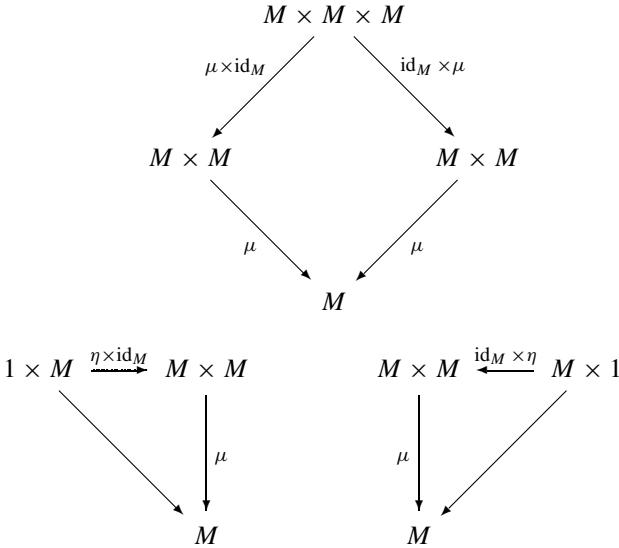 M × M × M
μ×id_M id_M ×μ
M × M M × M
μ μ
M
1 × M η×id_M M × M M × M id_M ×η M × 1
μ μ
M M